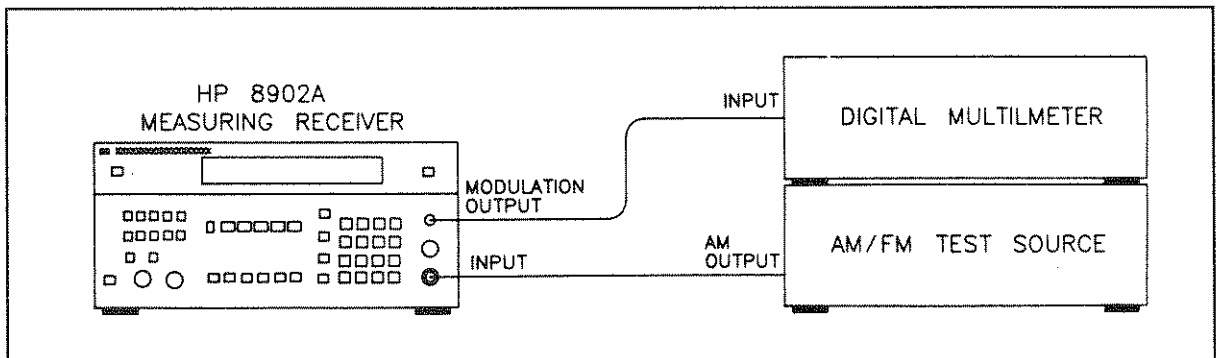 HP 8902A
MEASURING RECEIVER
MODULATION
OUTPUT
INPUT
INPUT
DIGITAL MULTILMETER
AM
OUTPUT
AM/FM TEST SOURCE